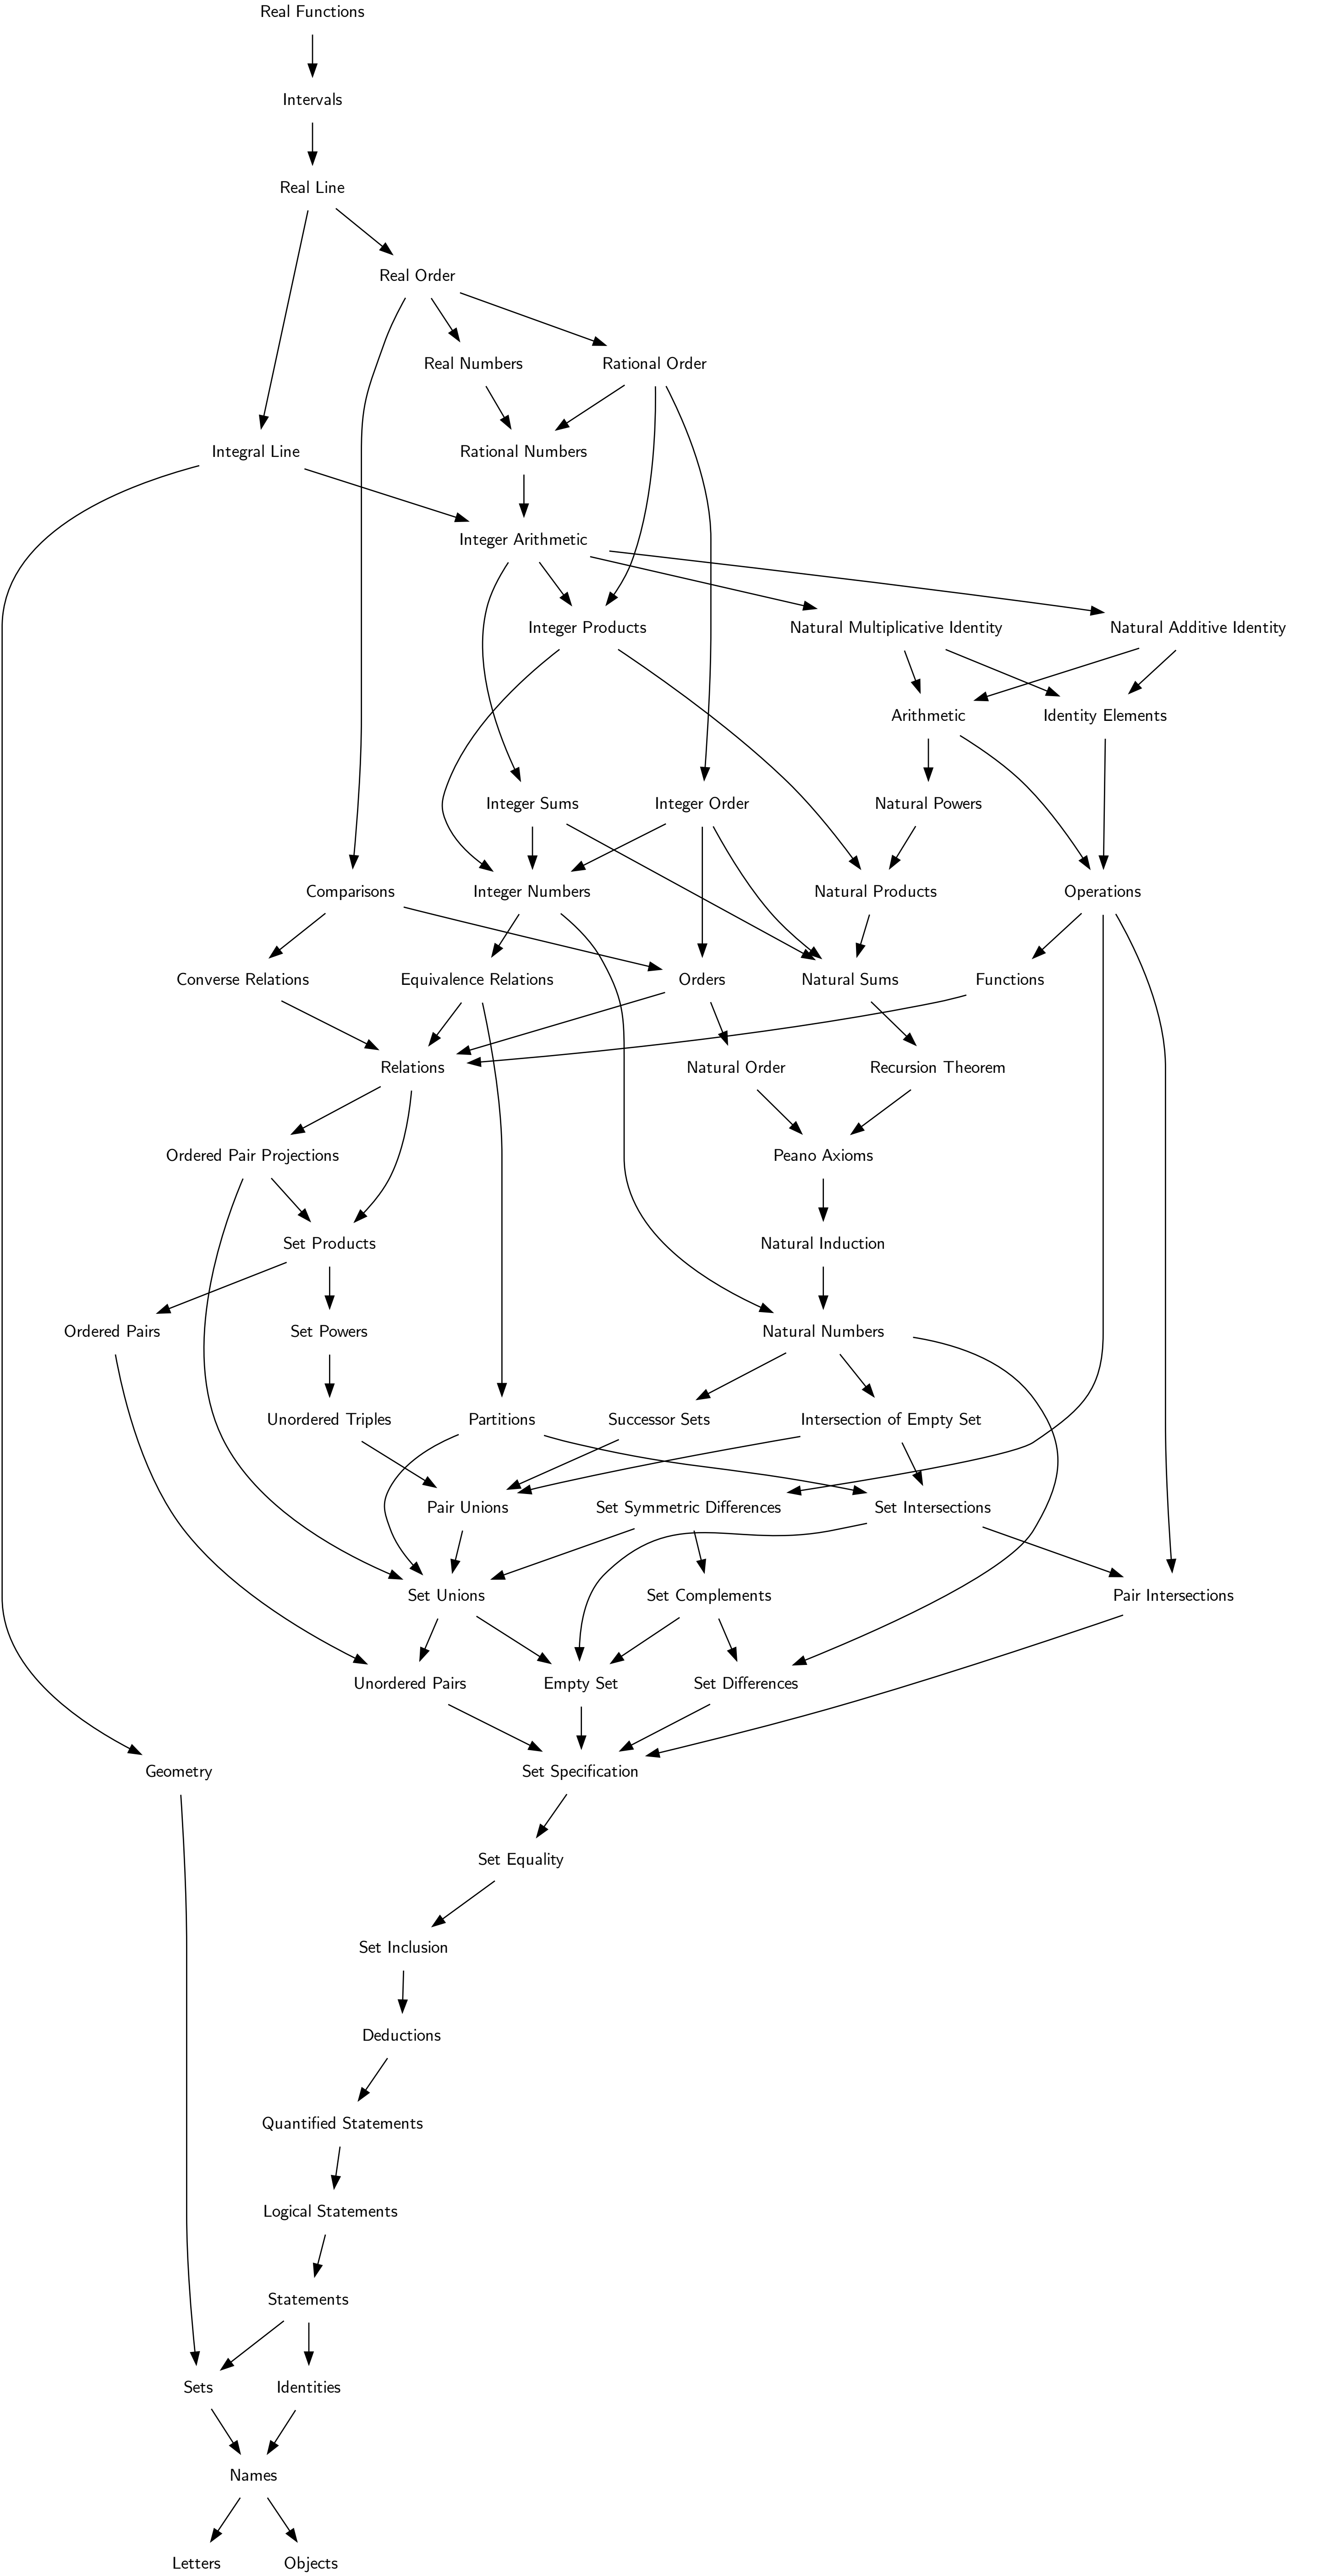 Real Functions
Intervals
Real Line
Real Order
Real Numbers
Rational Order
Integral Line
Rational Numbers
Integer Arithmetic
Integer Products
Natural Multiplicative Identity
Natural Additive Identity
Arithmetic
Identity Elements
Integer Sums
Integer Order
Natural Powers
Comparisons
Integer Numbers
Natural Products
Operations
Converse Relations
Equivalence Relations
Orders
Natural Sums
Functions
Relations
Natural Order
Recursion Theorem
Ordered Pair Projections
Peano Axioms
Set Products
Natural Induction
Ordered Pairs
Set Powers
Natural Numbers
Unordered Triples
Partitions
Successor Sets
Intersection of Empty Set
Pair Unions
Set Symmetric Differences
Set Intersections
Set Unions
Set Complements
Pair Intersections
Unordered Pairs
Empty Set
Set Differences
Geometry
Set Specification
Set Equality
Set Inclusion
Deductions
Quantified Statements
Logical Statements
Statements
Sets
Identities
Names
Letters
Objects